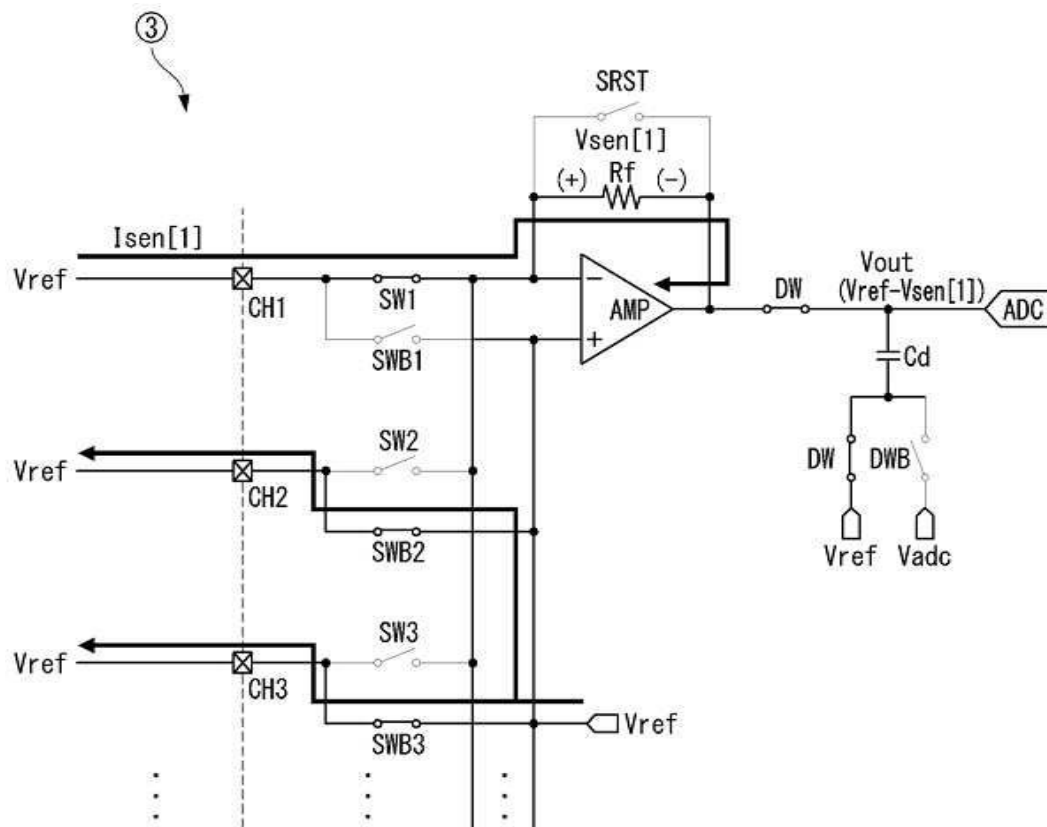 ③
SRST
Vsen[1]
(+) Rf (-)
Isen[1]
Vref
CH1
SW1
SWB1
−
+
AMP
DW
Vout
(Vref-Vsen[1])
ADC
Cd
DW
DWB
Vref
Vadc
Vref
CH2
SW2
SWB2
Vref
CH3
SW3
SWB3
Vref